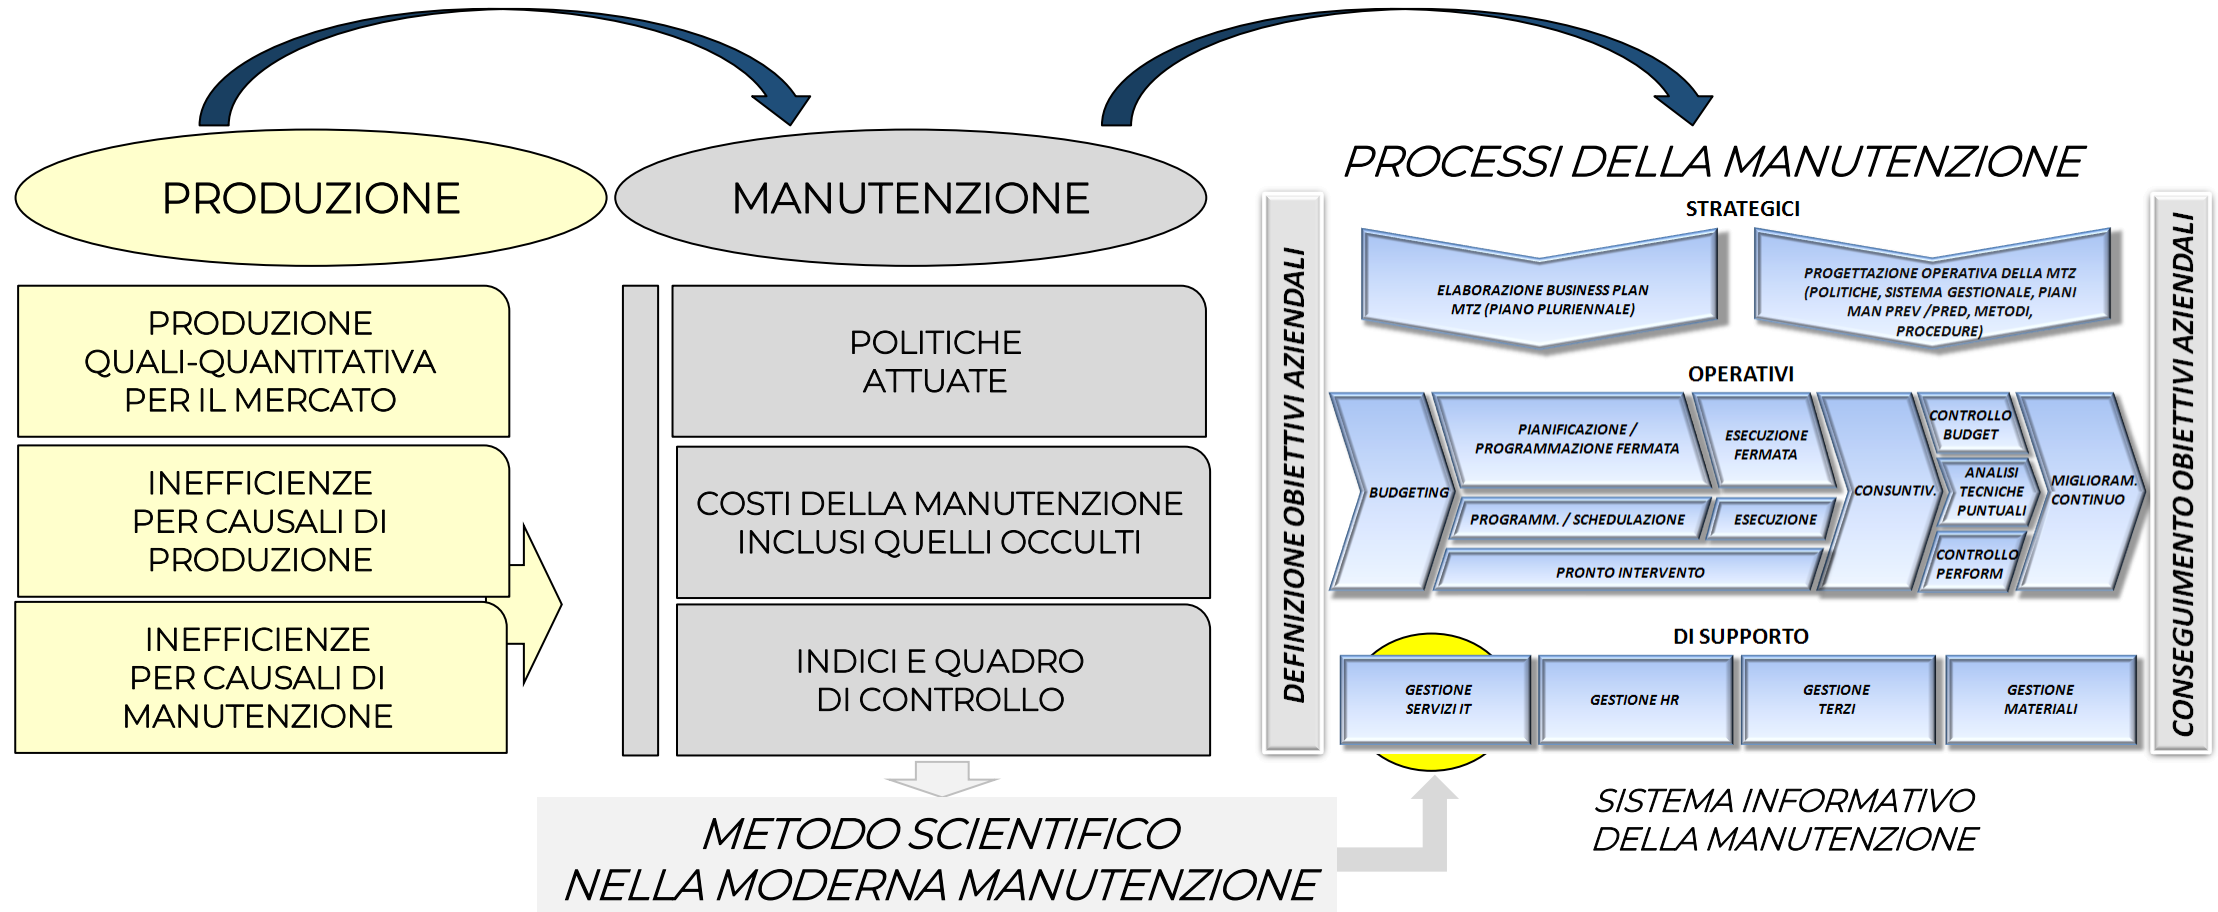 PRODUZIONE
PRODUZIONE
QUALI-QUANTITATIVA
PER IL MERCATO
INEFFICIENZE
PER CAUSALI DI
PRODUZIONE
INEFFICIENZE
PER CAUSALI DI
MANUTENZIONE
MANUTENZIONE
POLITICHE
ATTUATE
COSTI DELLA MANUTENZIONE
INCLUSI QUELLI OCCULTI
INDICI E QUADRO
DI CONTROLLO
METODO SCIENTIFICO
NELLA MODERNA MANUTENZIONE
PROCESSI DELLA MANUTENZIONE
DEFINIZIONE OBIETTIVI AZIENDALI
STRATEGICI
ELABORAZIONE BUSINESS PLAN
MTZ (PIANO PLURIENNALE)
PROGETTAZIONE OPERATIVA DELLA MTZ
(POLITICHE, SISTEMA GESTIONALE, PIANI
MAN PREV /PRED, METODI,
PROCEDURE)
OPERATIVI
BUDGETING
PIANIFICAZIONE /
PROGRAMMAZIONE FERMATA
ESECUZIONE
FERMATA
PROGRAMM. / SCHEDULAZIONE
ESECUZIONE
PRONTO INTERVENTO
CONSUNTIV.
CONTROLLO
BUDGET
ANALISI
TECNICHE
PUNTUALI
CONTROLLO
PERFORM
MIGLIORAM.
CONTINUO
DI SUPPORTO
GESTIONE
SERVIZI IT
GESTIONE HR
GESTIONE
TERZI
GESTIONE
MATERIALI
CONSEGUIMENTO OBIETTIVI AZIENDALI
SISTEMA INFORMATIVO
DELLA MANUTENZIONE